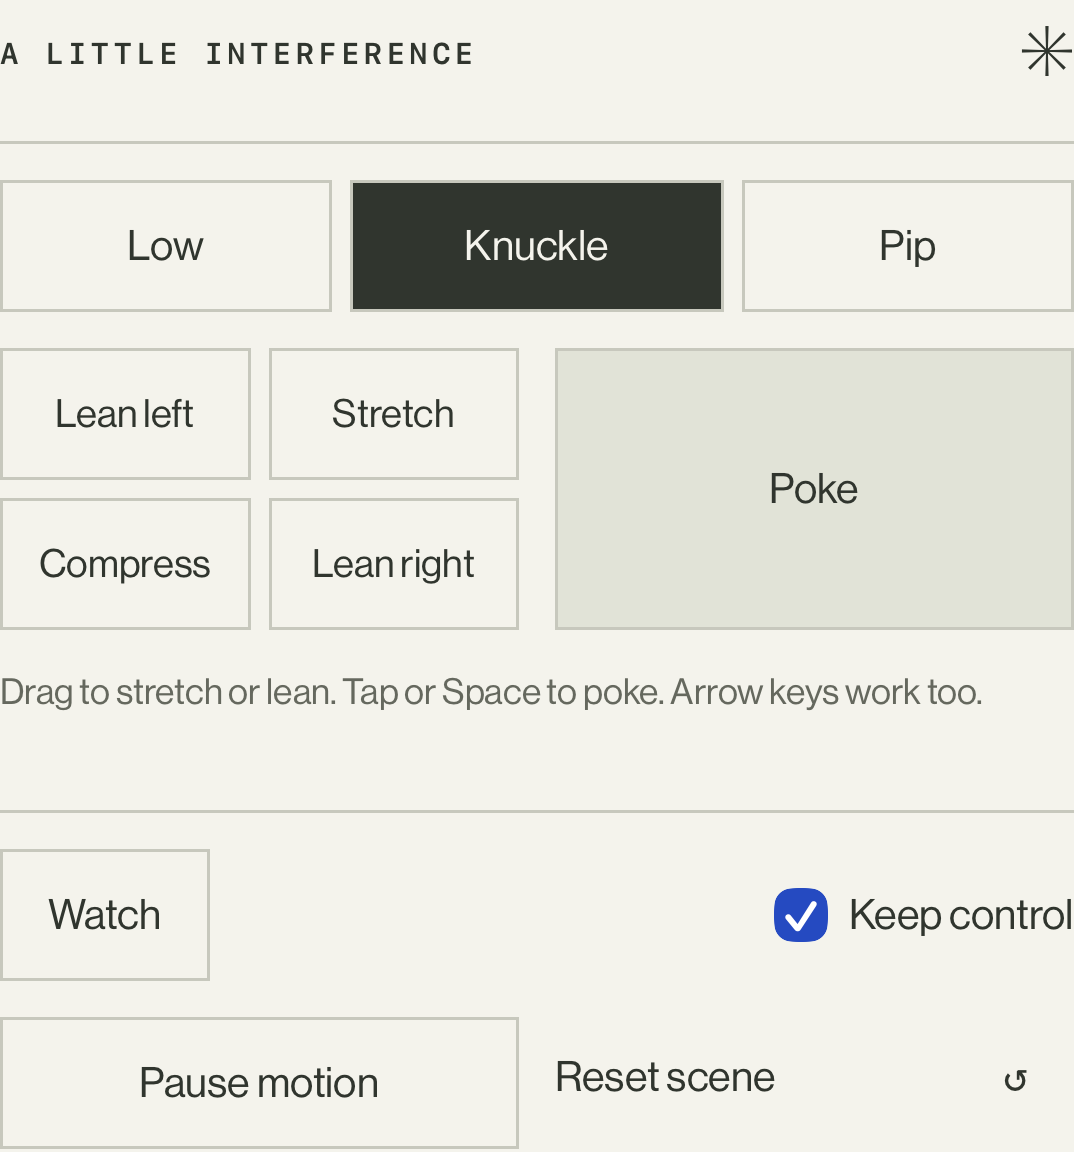 A LITTLE INTERFERENCE
Low
Knuckle
Pip
Lean left
Stretch
Poke
Compress
Lean right
Drag to stretch or lean. Tap or Space to poke. Arrow keys work too.
Watch
Keep control
Pause motion
Reset scene ↺